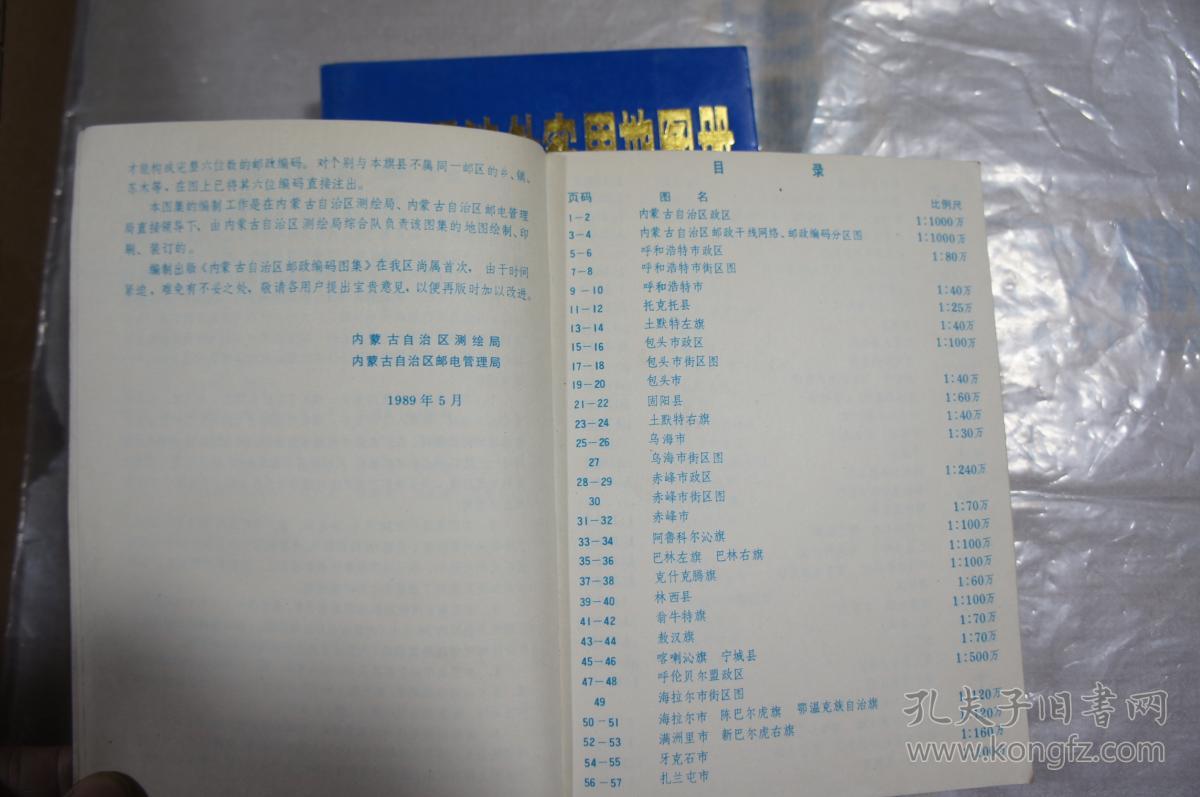 实用地图册
才能构成完整六位数的邮政编码。对个别与本旗县不属同一邮区的乡、镇、
苏木等，在图上已将其六位编码直接注出。
本图集的编制工作是在内蒙古自治区测绘局、内蒙古自治区邮电管理
局直接领导下，由内蒙古自治区测绘局综合队负责该图集的地图绘制、印
刷、装订的。
编制出版《内蒙古自治区邮政编码图集》在我区尚属首次，由于时间
紧迫，难免有不妥之处，敬请各用户提出宝贵意见，以便再版时加以改进。
内蒙古自治区测绘局
内蒙古自治区邮电管理局
1989年5月
目 录
页码 图 名 比例尺
1—2 内蒙古自治区政区 1:1000万
3—4 内蒙古自治区邮政干线网络、邮政编码分区图 1:1000万
5—6 呼和浩特市政区 1:80万
7—8 呼和浩特市街区图
9—10 呼和浩特市 1:40万
11—12 托克托县 1:25万
13—14 土默特左旗 1:40万
15—16 包头市政区 1:100万
17—18 包头市街区图
19—20 包头市 1:40万
21—22 固阳县 1:60万
23—24 土默特右旗 1:40万
25—26 乌海市 1:30万
27 乌海市街区图
28—29 赤峰市政区 1:240万
30 赤峰市街区图
31—32 赤峰市 1:70万
33—34 阿鲁科尔沁旗 1:100万
35—36 巴林左旗 巴林右旗 1:100万
37—38 克什克腾旗 1:100万
39—40 林西县 1:60万
41—42 翁牛特旗 1:100万
43—44 敖汉旗 1:70万
45—46 喀喇沁旗 宁城县 1:70万
47—48 呼伦贝尔盟政区 1:500万
49 海拉尔市街区图
50—51 海拉尔市 陈巴尔虎旗 鄂温克族自治旗 1:120万
52—53 满洲里市 新巴尔虎右旗 120万
54—55 牙克石市 1:160万
56—57 扎兰屯市
孔夫子旧书网
www.kongfz.com